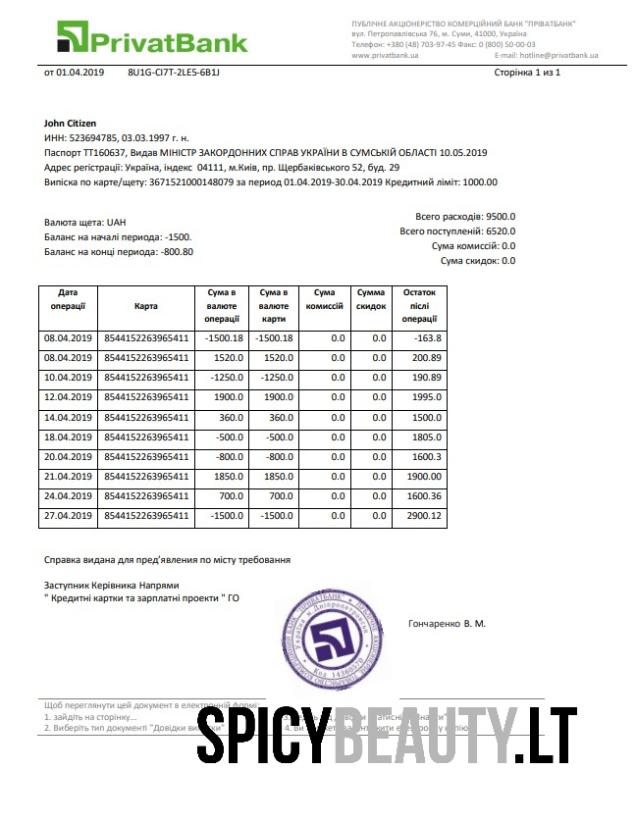 PrivatBank
ПУБЛІЧНЕ АКЦІОНЕРІСТВО КОМЕРЦІЙНИЙ БАНК "ПРІВАТБАНК"
вул. Петропавлівська 76, м. Суми, 41000, Україна
Телефон: +380 (48) 703-97-45 Факс: 0 (800) 50-00-03
www.privatbank.ua E-mail: hotline@privatbank.ua
от 01.04.2019 8U1G-CI7T-2LE5-6B1J Сторінка 1 из 1
John Citizen
ИНН: 523694785, 03.03.1997 г. н.
Паспорт ТТ160637, Видав МІНІСТР ЗАКОРДОННИХ СПРАВ УКРАЇНИ В СУМСЬКІЙ ОБЛАСТІ 10.05.2019
Адрес регістрації: Україна, індекс 04111, м.Київ, пр. Щербаківського 52, буд. 29
Випіска по карте/щету: 3671521000148079 за период 01.04.2019-30.04.2019 Кредитний ліміт: 1000.00
Валюта щета: UAH
Баланс на началі периода: -1500.
Баланс на конці периода: -800.80
Всего расходів: 9500.0
Всего поступленій: 6520.0
Сума комиссій: 0.0
Сума скидок: 0.0
Дата операції Карта Сума в валюте операції Сума в валюте карти Сума комиссій Сумма скидок Остаток післі операції
08.04.2019 8544152263965411 -1500.18 -1500.18 0.0 0.0 -163.8
08.04.2019 8544152263965411 1520.0 1520.0 0.0 0.0 200.89
10.04.2019 8544152263965411 -1250.0 -1250.0 0.0 0.0 190.89
12.04.2019 8544152263965411 1900.0 1900.0 0.0 0.0 1995.0
14.04.2019 8544152263965411 360.0 360.0 0.0 0.0 1500.0
18.04.2019 8544152263965411 -500.0 -500.0 0.0 0.0 1805.0
20.04.2019 8544152263965411 -800.0 -800.0 0.0 0.0 1600.3
21.04.2019 8544152263965411 1850.0 1850.0 0.0 0.0 1900.00
24.04.2019 8544152263965411 700.0 700.0 0.0 0.0 1600.36
27.04.2019 8544152263965411 -1500.0 -1500.0 0.0 0.0 2900.12
Справка видана для пред'явления по місту требования
Заступник Керівника Напрями
" Кредитні картки та зарплатні проекти " ГО
Україна м Дніпропетровськ
Код 14360570
Гончаренко В. М.
Щоб переглянути цей документ в електронній формі:
1. зайдіть на сторінку...
2. Виберіть тип документі "Довідки
SPICYBEAUTY.LT